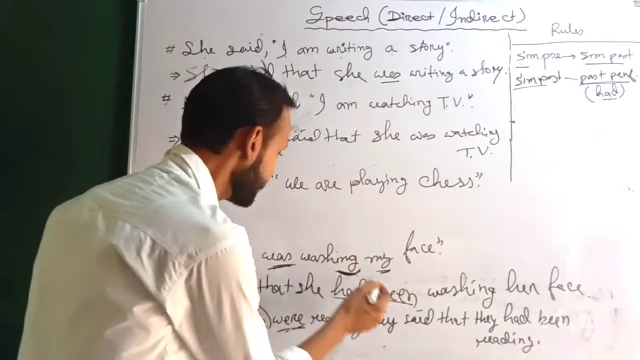 Speech (Direct/Indirect)
# She said, "I am writing a story".
⇒ that she was writing a story.
# "I am watching T.V."
⇒ said that she was watching
T.V.
"We are playing chess".
was washing my face".
that she had been washing her face
were said that they had been
reading.
Rules
Sim pre → Sim past
Sim past — past perf.
(had)